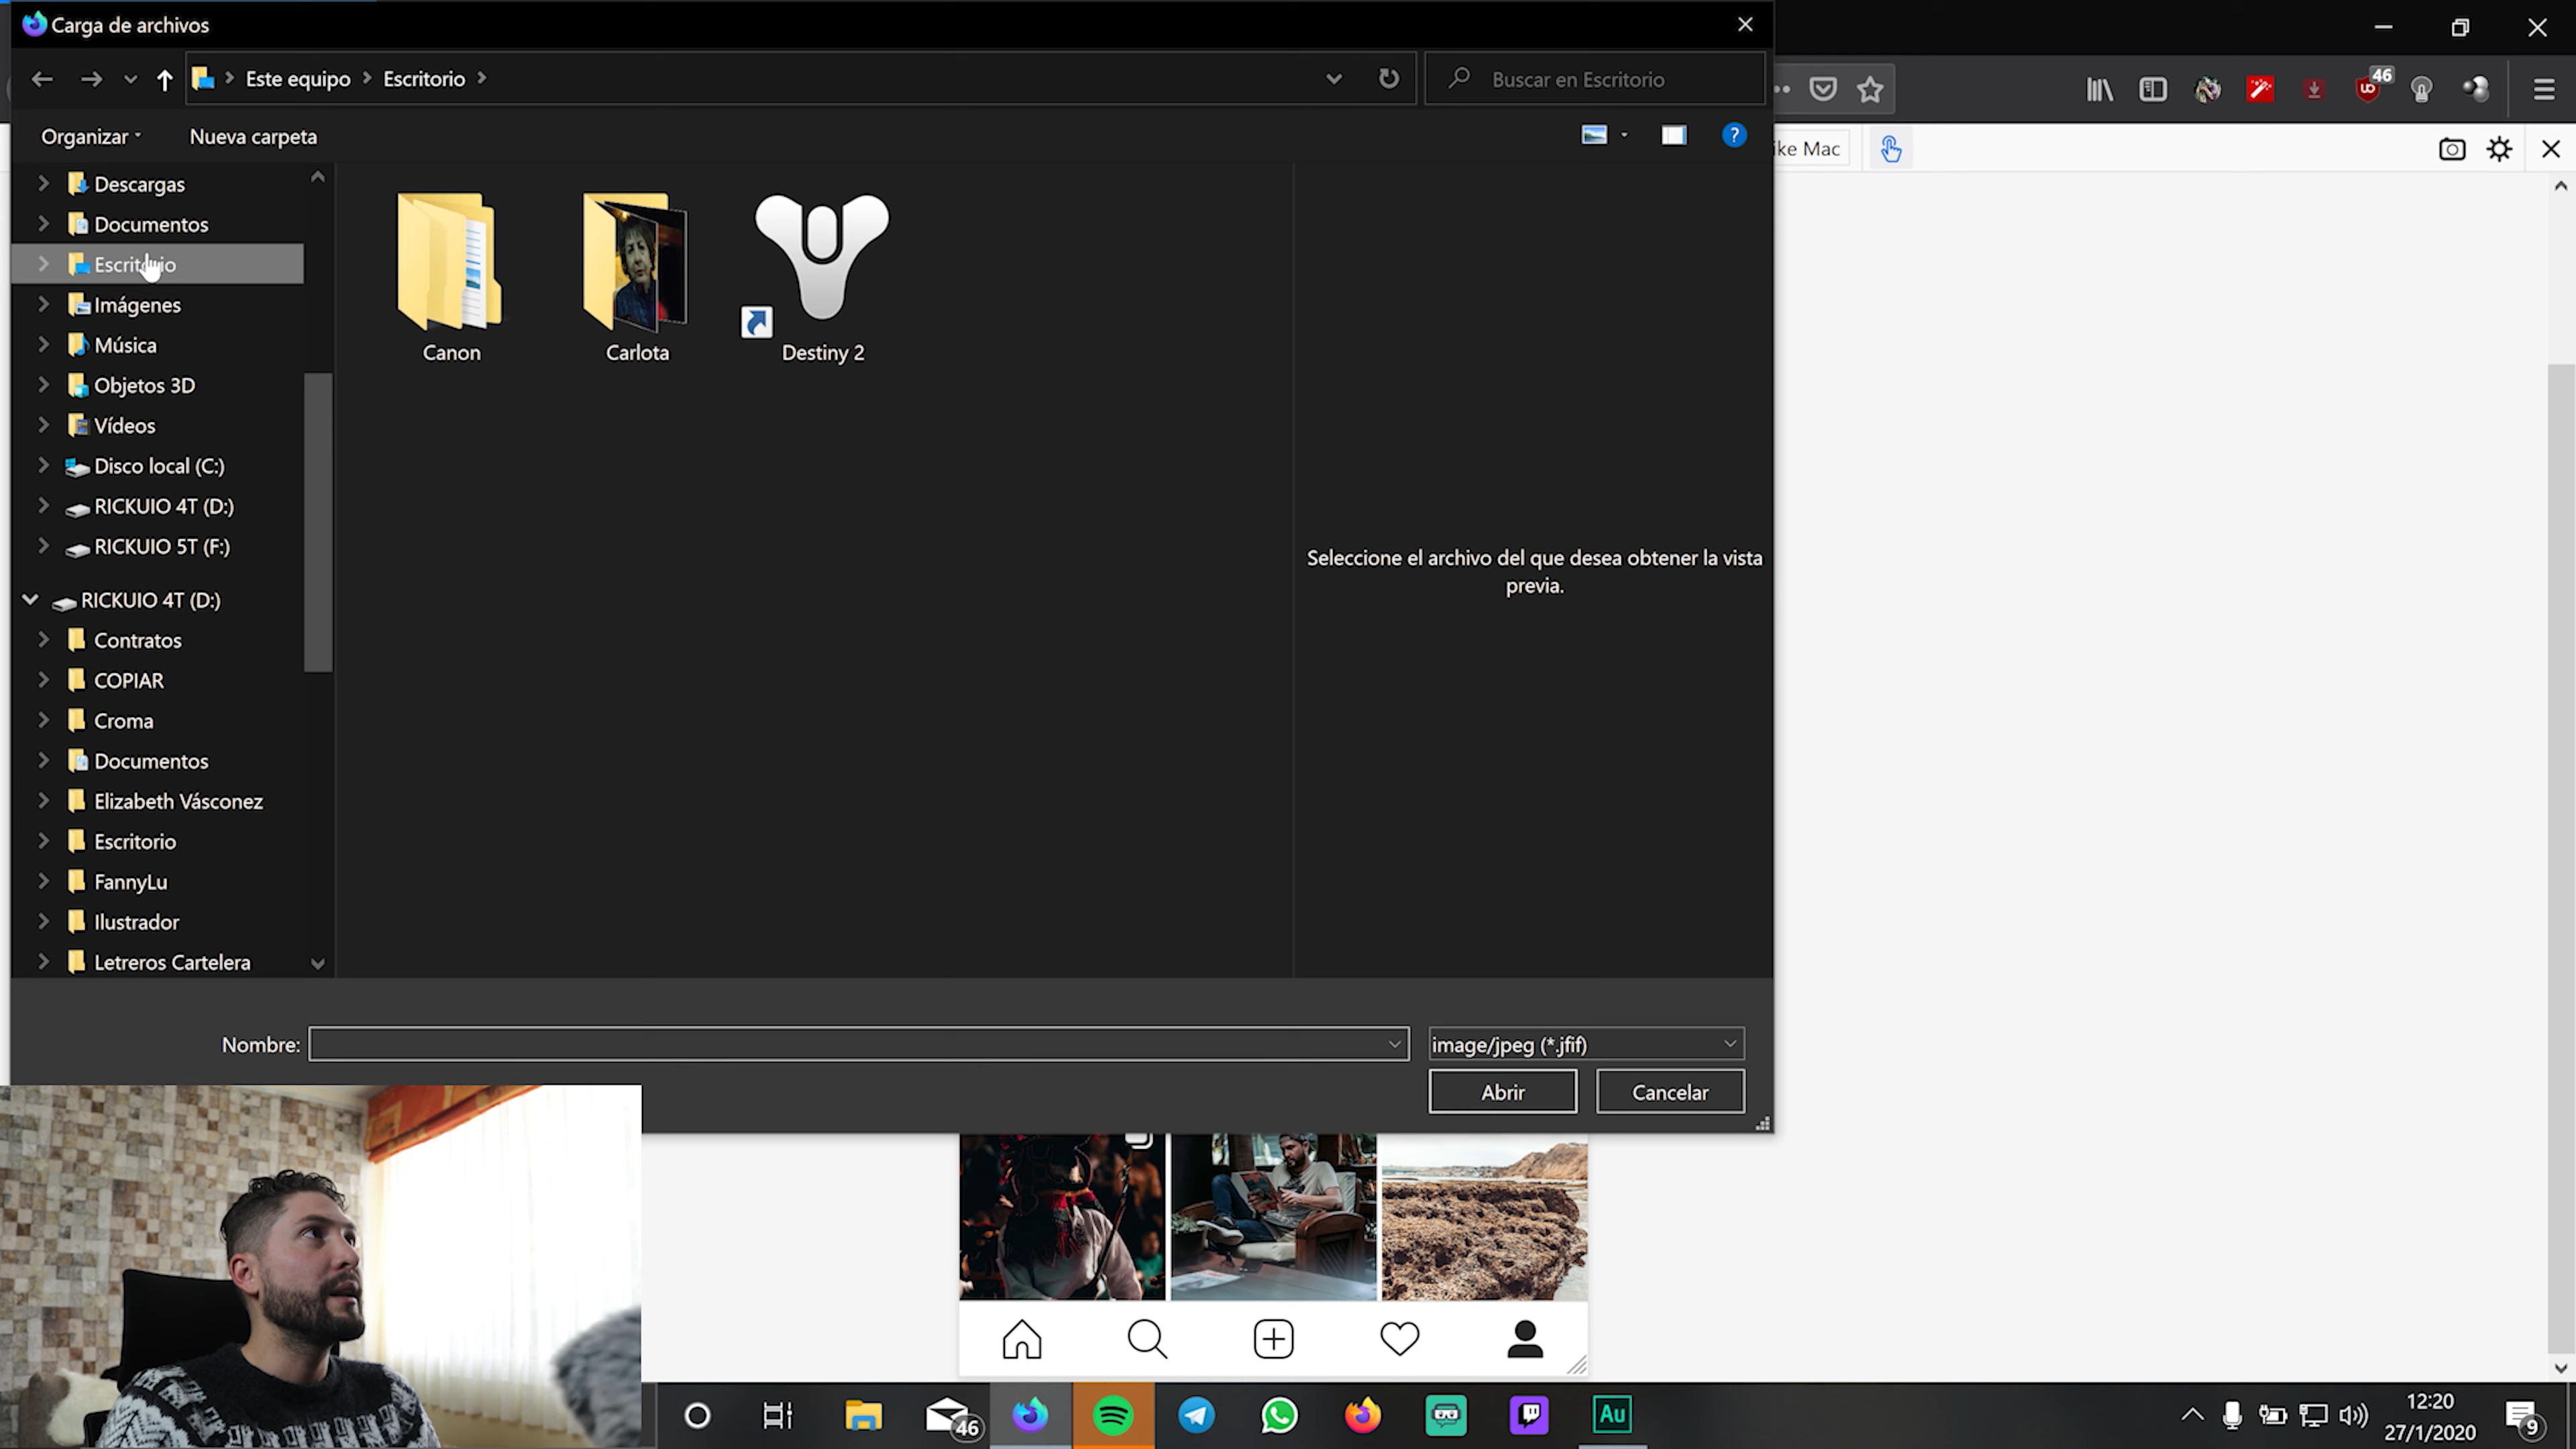 Carga de archivos
Este equipo
Escritorio
Buscar en Escritorio
46
Organizar
Nueva carpeta
?
ike Mac
Descargas
Documentos
Escritorio
Imágenes
Música
Objetos 3D
Vídeos
Disco local (C:)
RICKUIO 4T (D:)
RICKUIO 5T (F:)
RICKUIO 4T (D:)
Contratos
COPIAR
Croma
Documentos
Elizabeth Vásconez
Escritorio
FannyLu
Ilustrador
Letreros Cartelera
Canon
Carlota
Destiny 2
Seleccione el archivo del que desea obtener la vista
previa.
Nombre:
image/jpeg (*.jfif)
Abrir
Cancelar
46
Au
12:20
27/1/2020
9